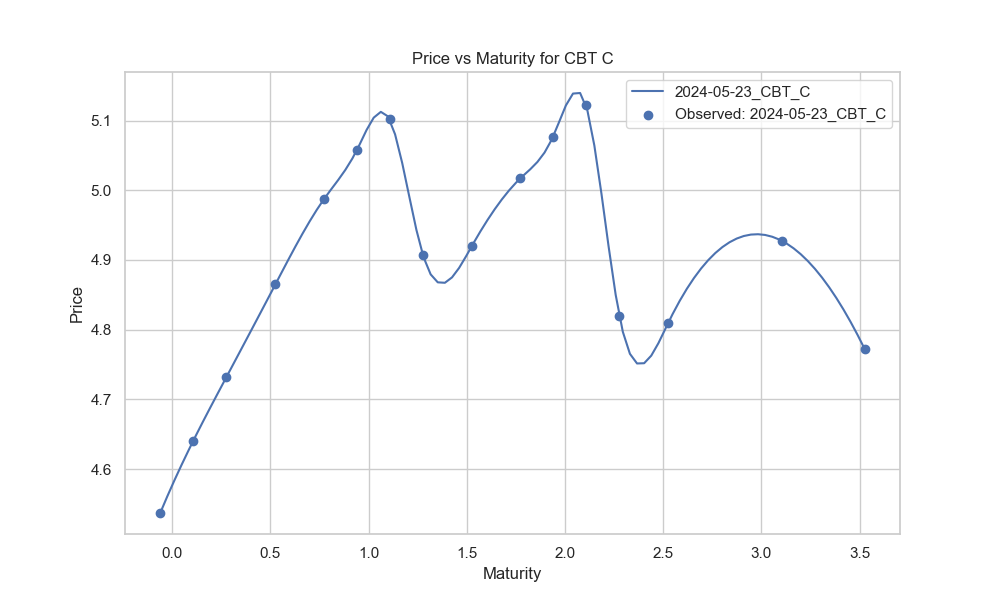 Price vs Maturity for CBT C
2024-05-23_CBT_C
Observed: 2024-05-23_CBT_C
Price
5.1
5.0
4.9
4.8
4.7
4.6
0.0 0.5 1.0 1.5 2.0 2.5 3.0 3.5
Maturity